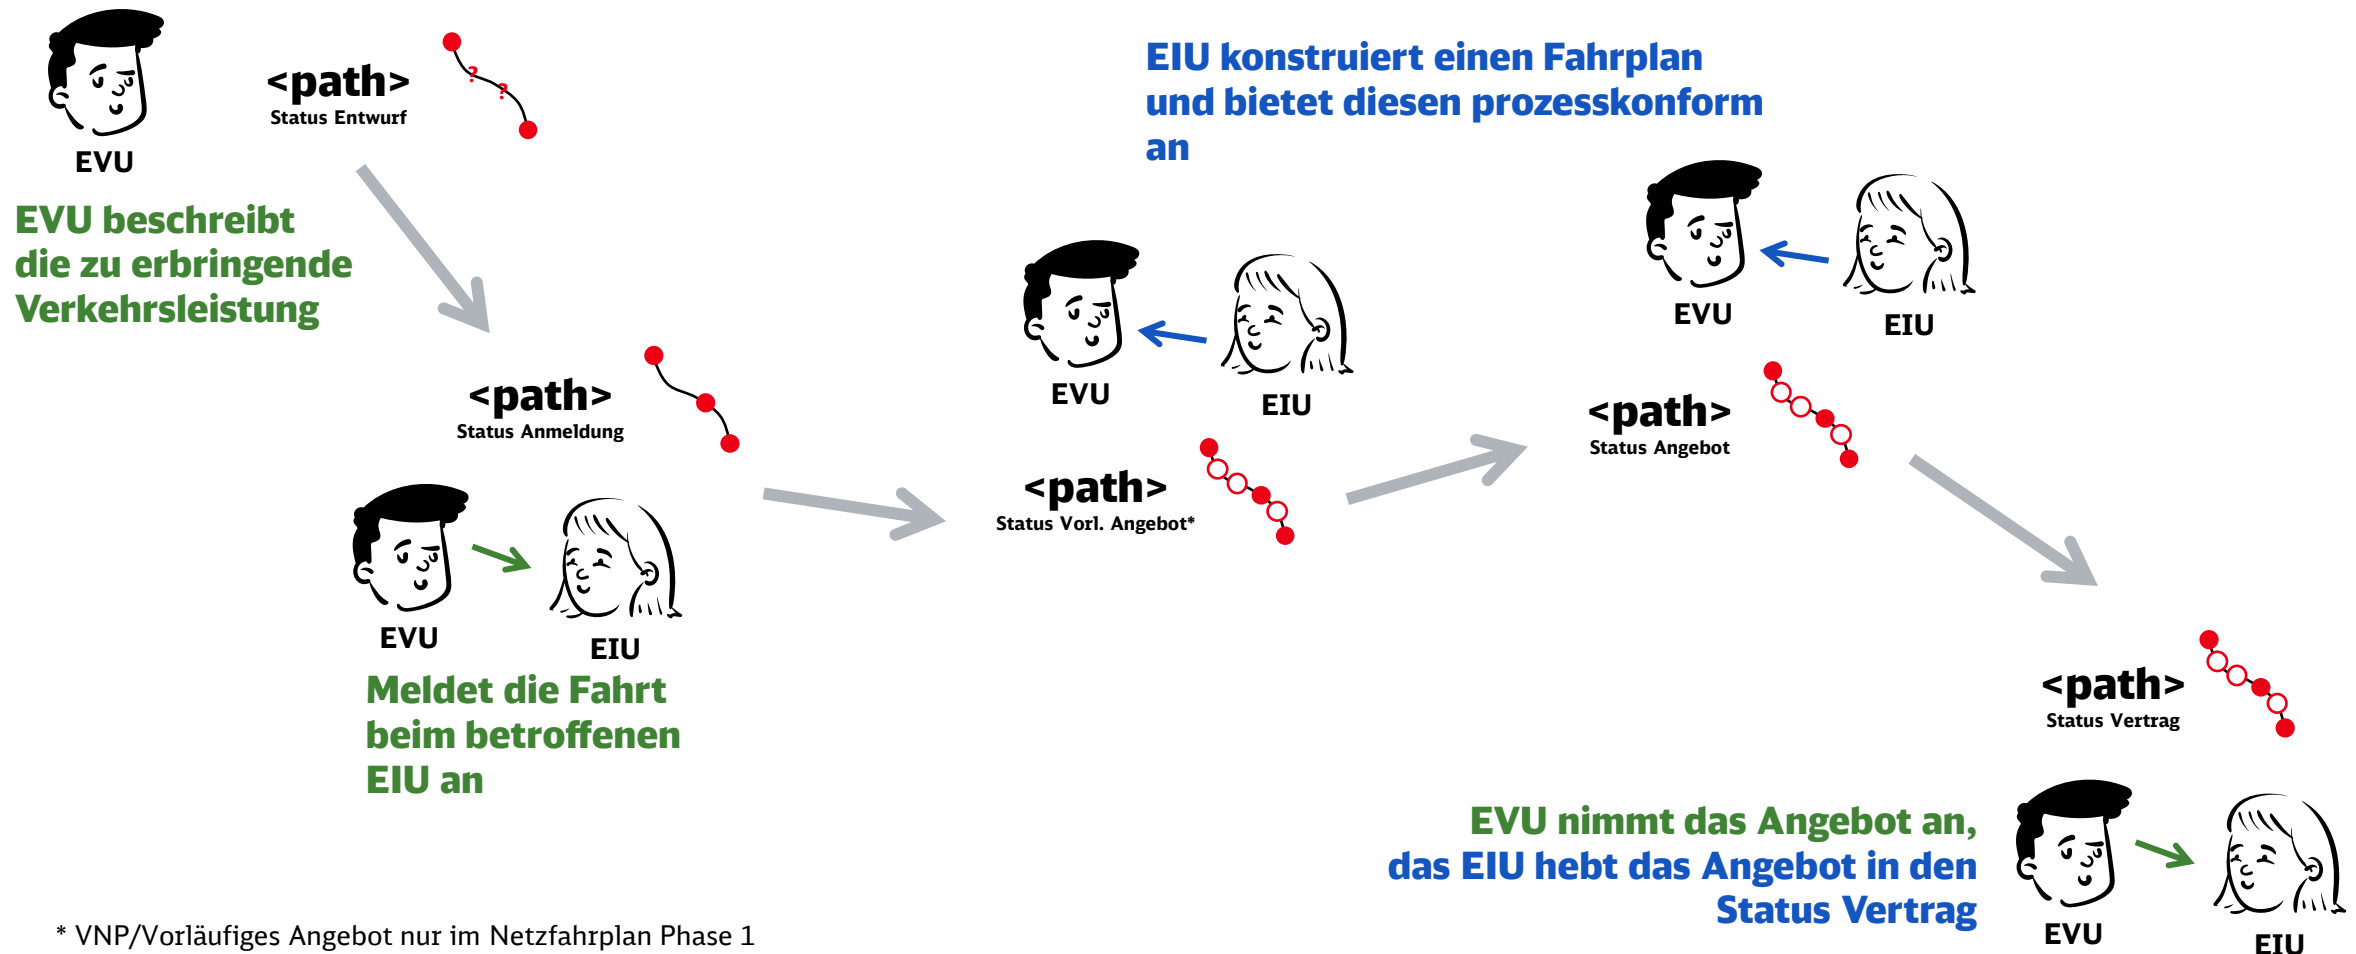 EVU
<path>
Status Entwurf
? ?
EVU beschreibt
die zu erbringende
Verkehrsleistung
<path>
Status Anmeldung
EVU
EIU
Meldet die Fahrt
beim betroffenen
EIU an
EIU konstruiert einen Fahrplan
und bietet diesen prozesskonform
an
EVU
EIU
<path>
Status Vorl. Angebot*
EVU
EIU
<path>
Status Angebot
<path>
Status Vertrag
EVU nimmt das Angebot an,
das EIU hebt das Angebot in den
Status Vertrag
EVU
EIU
* VNP/Vorläufiges Angebot nur im Netzfahrplan Phase 1